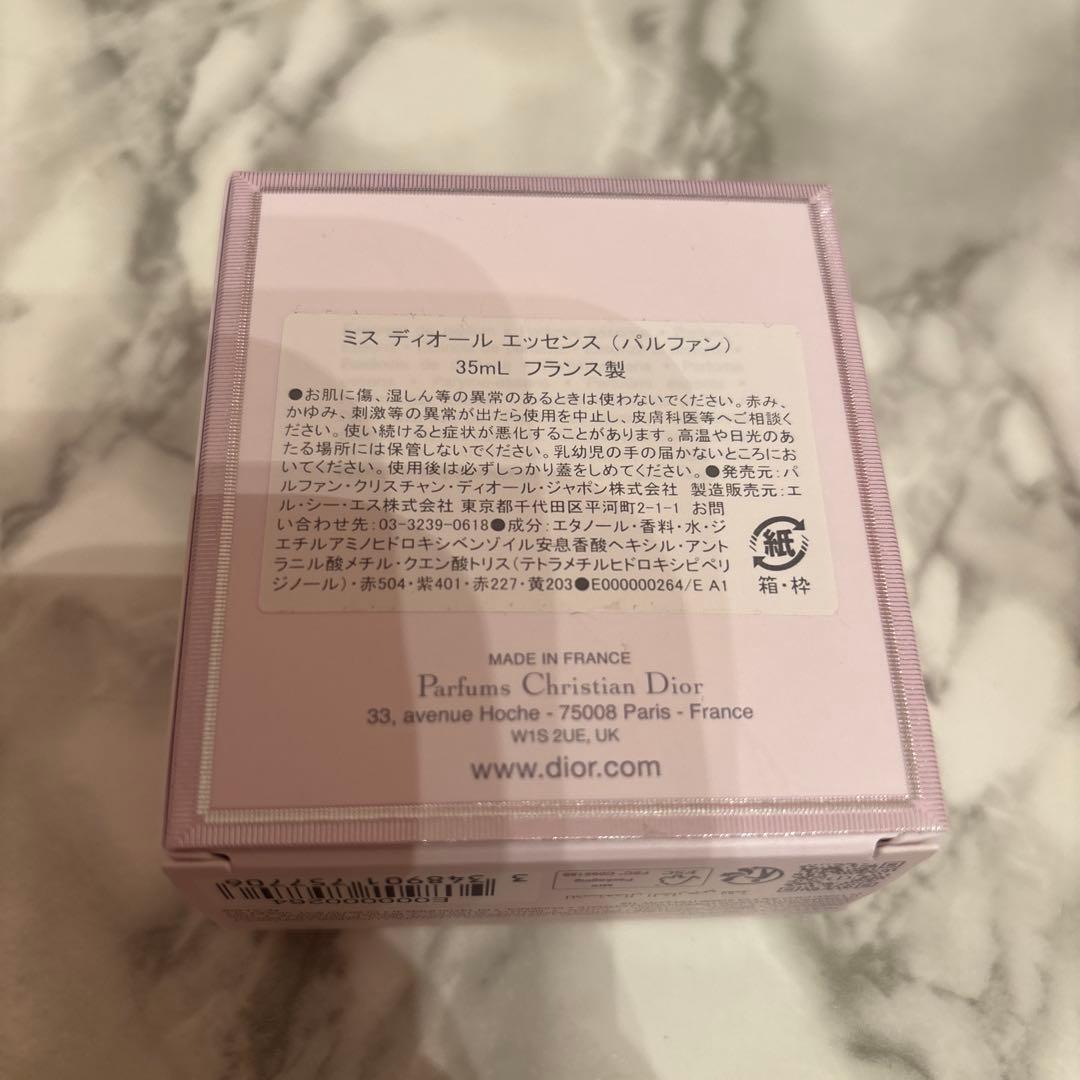 ミス ディオール エッセンス（パルファン）
35mL フランス製
●お肌に傷、湿しん等の異常のあるときは使わないでください。赤み、
かゆみ、刺激等の異常が出たら使用を中止し、皮膚科医等へご相談く
ださい。使い続けると症状が悪化することがあります。高温や日光のあ
たる場所には保管しないでください。乳幼児の手の届かないところにお
いてください。使用後は必ずしっかり蓋をしめてください。●発売元：パ
ルファン・クリスチャン・ディオール・ジャポン株式会社 製造販売元：エ
ル・シー・エス株式会社 東京都千代田区平河町2-1-1 お問
い合わせ先：03-3239-0618●成分：エタノール・香料・水・ジ
エチルアミノヒドロキシベンゾイル安息香酸ヘキシル・アント
ラニル酸メチル・クエン酸トリス（テトラメチルヒドロキシピペリ
ジノール）・赤504・紫401・赤227・黄203●E000000264/E A1
紙
箱・枠
MADE IN FRANCE
Parfums Christian Dior
33, avenue Hoche - 75008 Paris - France
W1S 2UE, UK
www.dior.com
E000000264